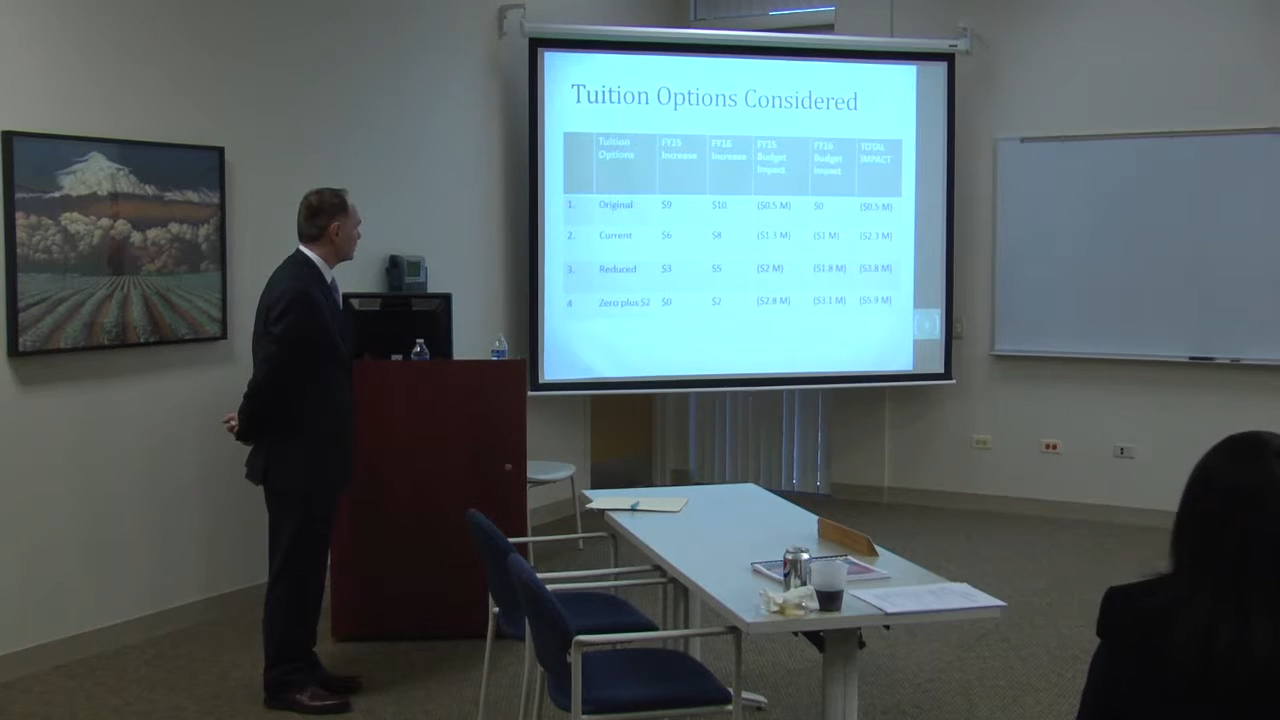 Tuition Options Considered
Tuition Options FY15 Increase FY16 Increase FY15 Budget Impact FY16 Budget Impact TOTAL IMPACT
1. Original $9 $10 ($0.5 M) $0 ($0.5 M)
2. Current $6 $8 ($1.3 M) ($1 M) ($2.3 M)
3. Reduced $3 $5 ($2 M) ($1.8 M) ($3.8 M)
4 Zero plus $2 $0 $2 ($2.8 M) ($3.1 M) ($5.9 M)